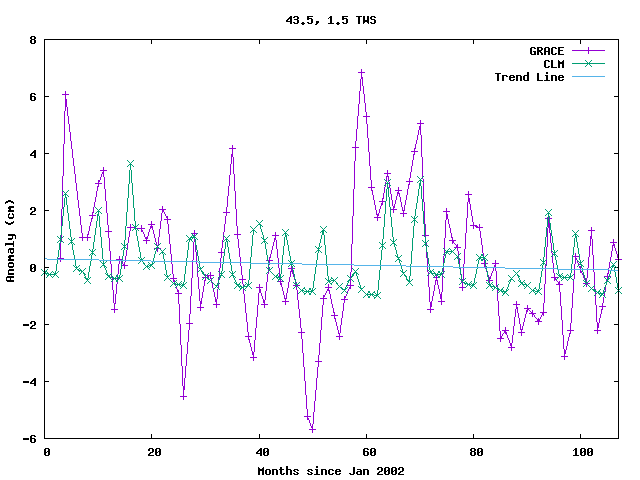 43.5, 1.5 TWS
GRACE
CLM
Trend Line
8
6
4
2
0
-2
-4
-6
Anomaly (cm)
0 20 40 60 80 100
Months since Jan 2002